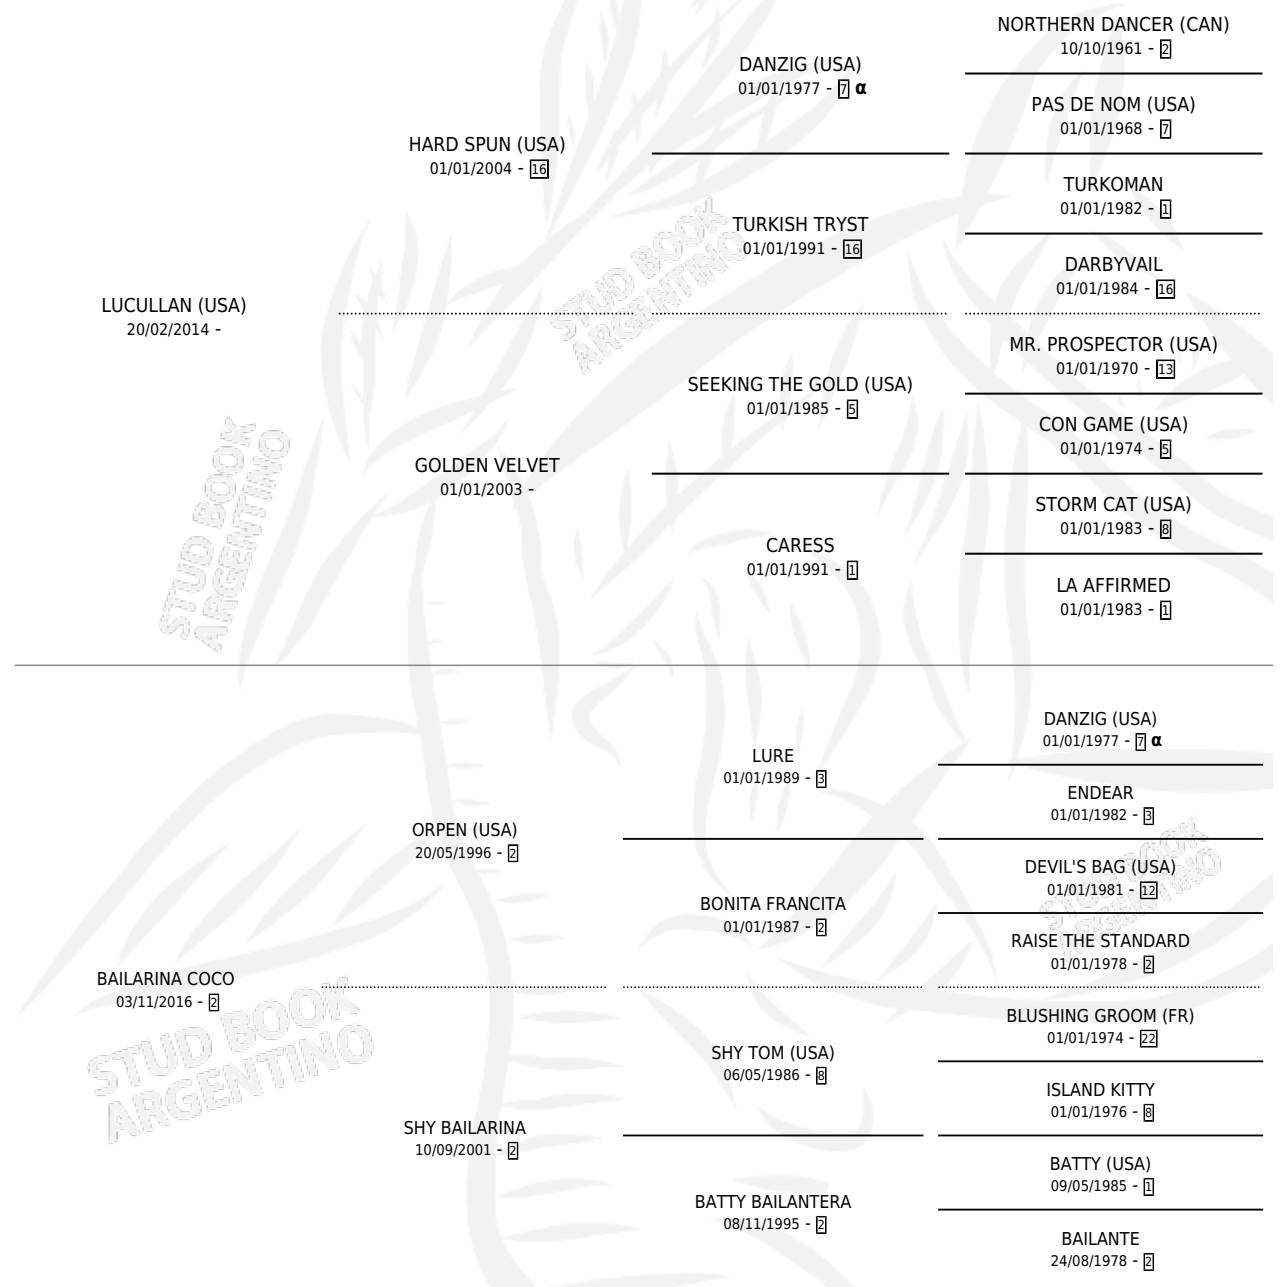 NORTHERN DANCER (CAN)
10/10/1961 - 2
DANZIG (USA)
01/01/1977 - 7 α
PAS DE NOM (USA)
01/01/1968 - 7
HARD SPUN (USA)
01/01/2004 - 16
TURKOMAN
01/01/1982 - 1
TURKISH TRYST
01/01/1991 - 16
DARBYVAIL
01/01/1984 - 16
LUCULLAN (USA)
20/02/2014 -
MR. PROSPECTOR (USA)
01/01/1970 - 13
SEEKING THE GOLD (USA)
01/01/1985 - 5
CON GAME (USA)
01/01/1974 - 5
GOLDEN VELVET
01/01/2003 -
STORM CAT (USA)
01/01/1983 - 8
CARESS
01/01/1991 - 1
LA AFFIRMED
01/01/1983 - 1
DANZIG (USA)
01/01/1977 - 7 α
LURE
01/01/1989 - 3
ENDEAR
01/01/1982 - 3
ORPEN (USA)
20/05/1996 - 2
DEVIL'S BAG (USA)
01/01/1981 - 12
BONITA FRANCITA
01/01/1987 - 2
RAISE THE STANDARD
01/01/1978 - 2
BAILARINA COCO
03/11/2016 - 2
BLUSHING GROOM (FR)
01/01/1974 - 22
SHY TOM (USA)
06/05/1986 - 8
ISLAND KITTY
01/01/1976 - 8
SHY BAILARINA
10/09/2001 - 2
BATTY (USA)
09/05/1985 - 1
BATTY BAILANTERA
08/11/1995 - 2
BAILANTE
24/08/1978 - 2
STUD BOOK
ARGENTINO
STUD BOOK
ARGENTINO
STUD BOOK
ARGENTINO
STUD BOOK
ARGENTINO